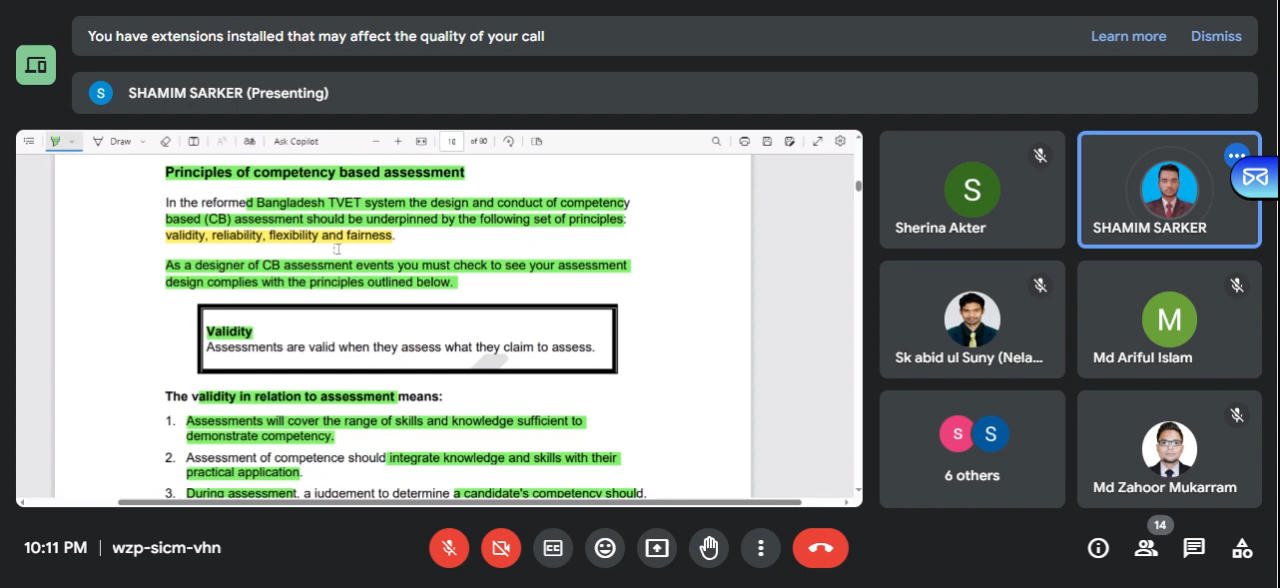 You have extensions installed that may affect the quality of your call
Learn more
Dismiss
S
SHAMIM SARKER (Presenting)
Draw
Ask Copilot
10
of 90
Principles of competency based assessment
In the reformed Bangladesh TVET system the design and conduct of competency
based (CB) assessment should be underpinned by the following set of principles:
validity, reliability, flexibility and fairness.
As a designer of CB assessment events you must check to see your assessment
design complies with the principles outlined below.
Validity
Assessments are valid when they assess what they claim to assess.
The validity in relation to assessment means:
1. Assessments will cover the range of skills and knowledge sufficient to
demonstrate competency.
2. Assessment of competence should integrate knowledge and skills with their
practical application.
3. During assessment, a judgement to determine a candidate's competency should,
S
Sherina Akter
SHAMIM SARKER
Sk abid ul Suny (Nela...
M
Md Ariful Islam
S
S
6 others
Md Zahoor Mukarram
10:11 PM | wzp-sicm-vhn
14